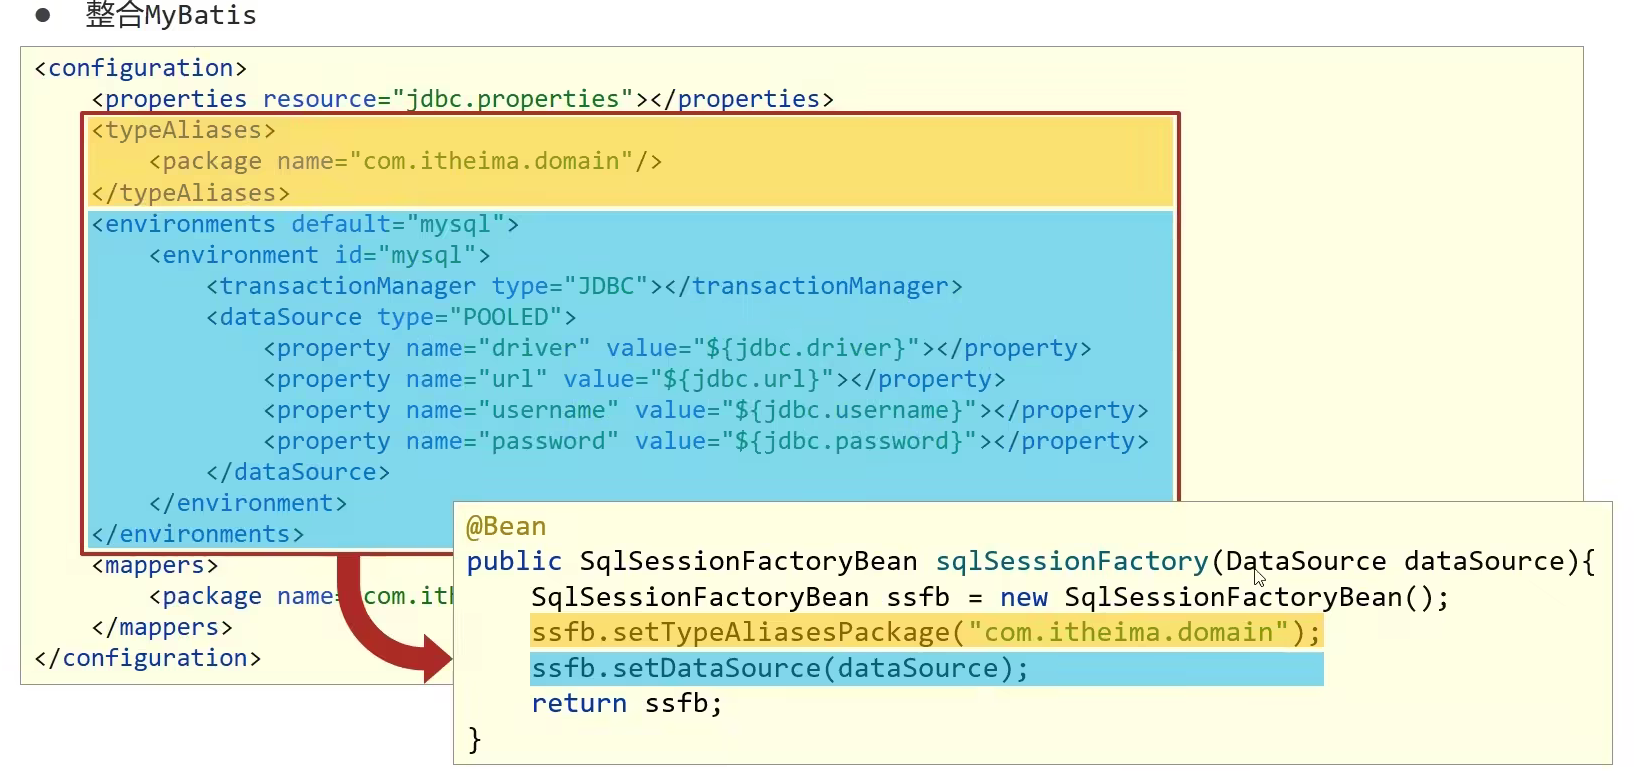 ● 整合MyBatis
<configuration>
<properties resource="jdbc.properties"></properties>
<typeAliases>
<package name="com.itheima.domain"/>
</typeAliases>
<environments default="mysql">
<environment id="mysql">
<transactionManager type="JDBC"></transactionManager>
<dataSource type="POOLED">
<property name="driver" value="${jdbc.driver}"></property>
<property name="url" value="${jdbc.url}"></property>
<property name="username" value="${jdbc.username}"></property>
<property name="password" value="${jdbc.password}"></property>
</dataSource>
</environment>
</environments>
<mappers>
<package name= com.ith
</mappers>
</configuration>
@Bean
public SqlSessionFactoryBean sqlSessionFactory(DataSource dataSource){
SqlSessionFactoryBean ssfb = new SqlSessionFactoryBean();
ssfb.setTypeAliasesPackage("com.itheima.domain");
ssfb.setDataSource(dataSource);
return ssfb;
}